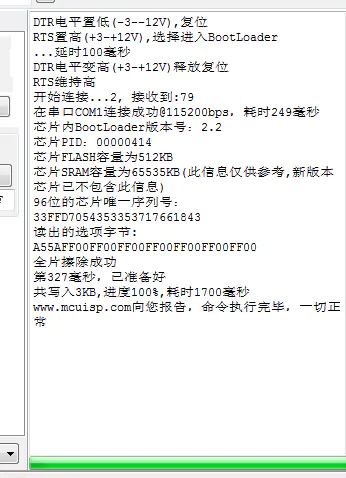 DTR电平置低(-3--12V),复位
RTS置高(+3-+12V),选择进入BootLoader
...延时100毫秒
DTR电平变高(+3-+12V)释放复位
RTS维持高
开始连接...2, 接收到:79
在串口COM1连接成功@115200bps，耗时249毫秒
芯片内BootLoader版本号：2.2
芯片PID：00000414
芯片FLASH容量为512KB
芯片SRAM容量为65535KB(此信息仅供参考,新版本
芯片已不包含此信息)
96位的芯片唯一序列号：
33FFD7054353353717661843
读出的选项字节:
A55AFF00FF00FF00FF00FF00FF00FF00
全片擦除成功
第327毫秒，已准备好
共写入3KB,进度100%,耗时1700毫秒
www.mcuisp.com向您报告，命令执行完毕，一切正
常